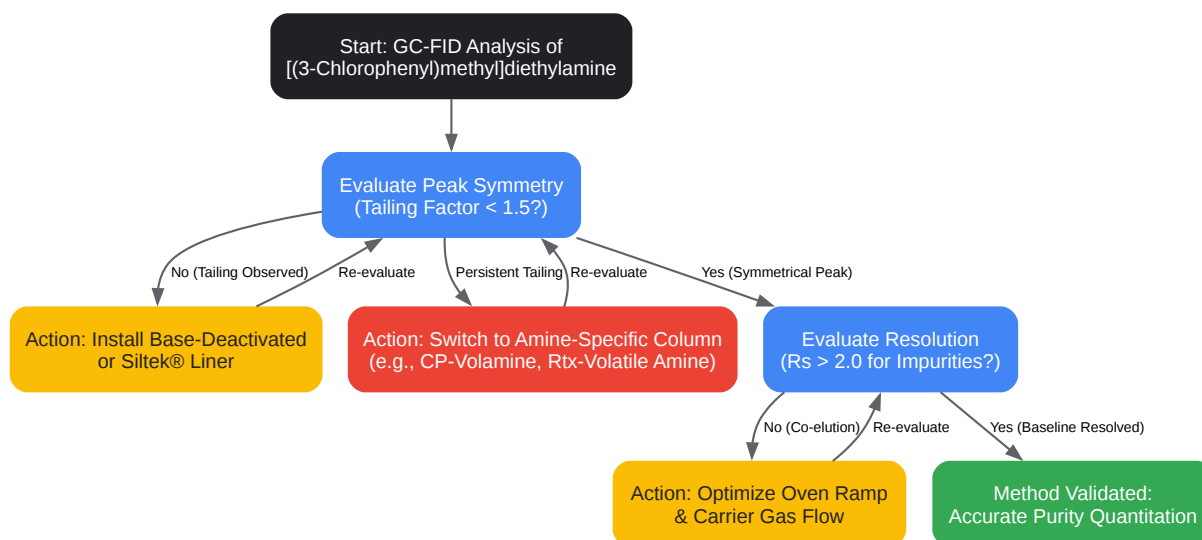 Start: GC-FID Analysis of
[(3-Chlorophenyl)methyl]diethylamine
Evaluate Peak Symmetry
(Tailing Factor < 1.5?)
No (Tailing Observed)
Re-evaluate
Persistent Tailing
Re-evaluate
Yes (Symmetrical Peak)
Action: Install Base-Deactivated
or Siltek® Liner
Action: Switch to Amine-Specific Column
(e.g., CP-Volamine, Rtx-Volatile Amine)
Evaluate Resolution
(Rs > 2.0 for Impurities?)
No (Co-elution)
Re-evaluate
Yes (Baseline Resolved)
Action: Optimize Oven Ramp
& Carrier Gas Flow
Method Validated:
Accurate Purity Quantitation